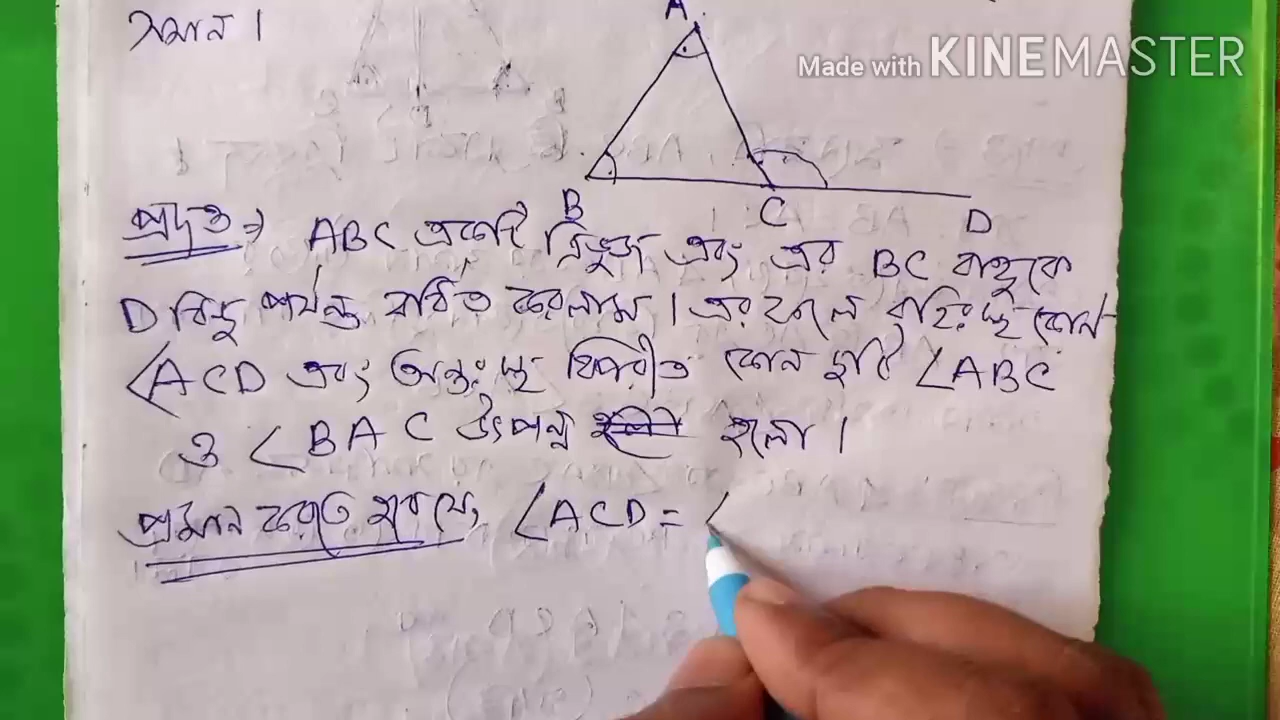 সমান।
Made with KINEMASTER
A
B
C
D
প্রদত্ত ⇒ ABC একটি ত্রিভুজ এবং এর BC বাহুকে
D বিন্দু পর্যন্ত বর্ধিত করলাম। এর ফলে বহিঃস্থ কোন
∠ACD এবং অন্তঃস্থ বিপরীত কোন দুটি ∠ABC
ও ∠BAC উৎপন্ন হলো।
প্রমান করতে হবে যে, ∠ACD = ∠